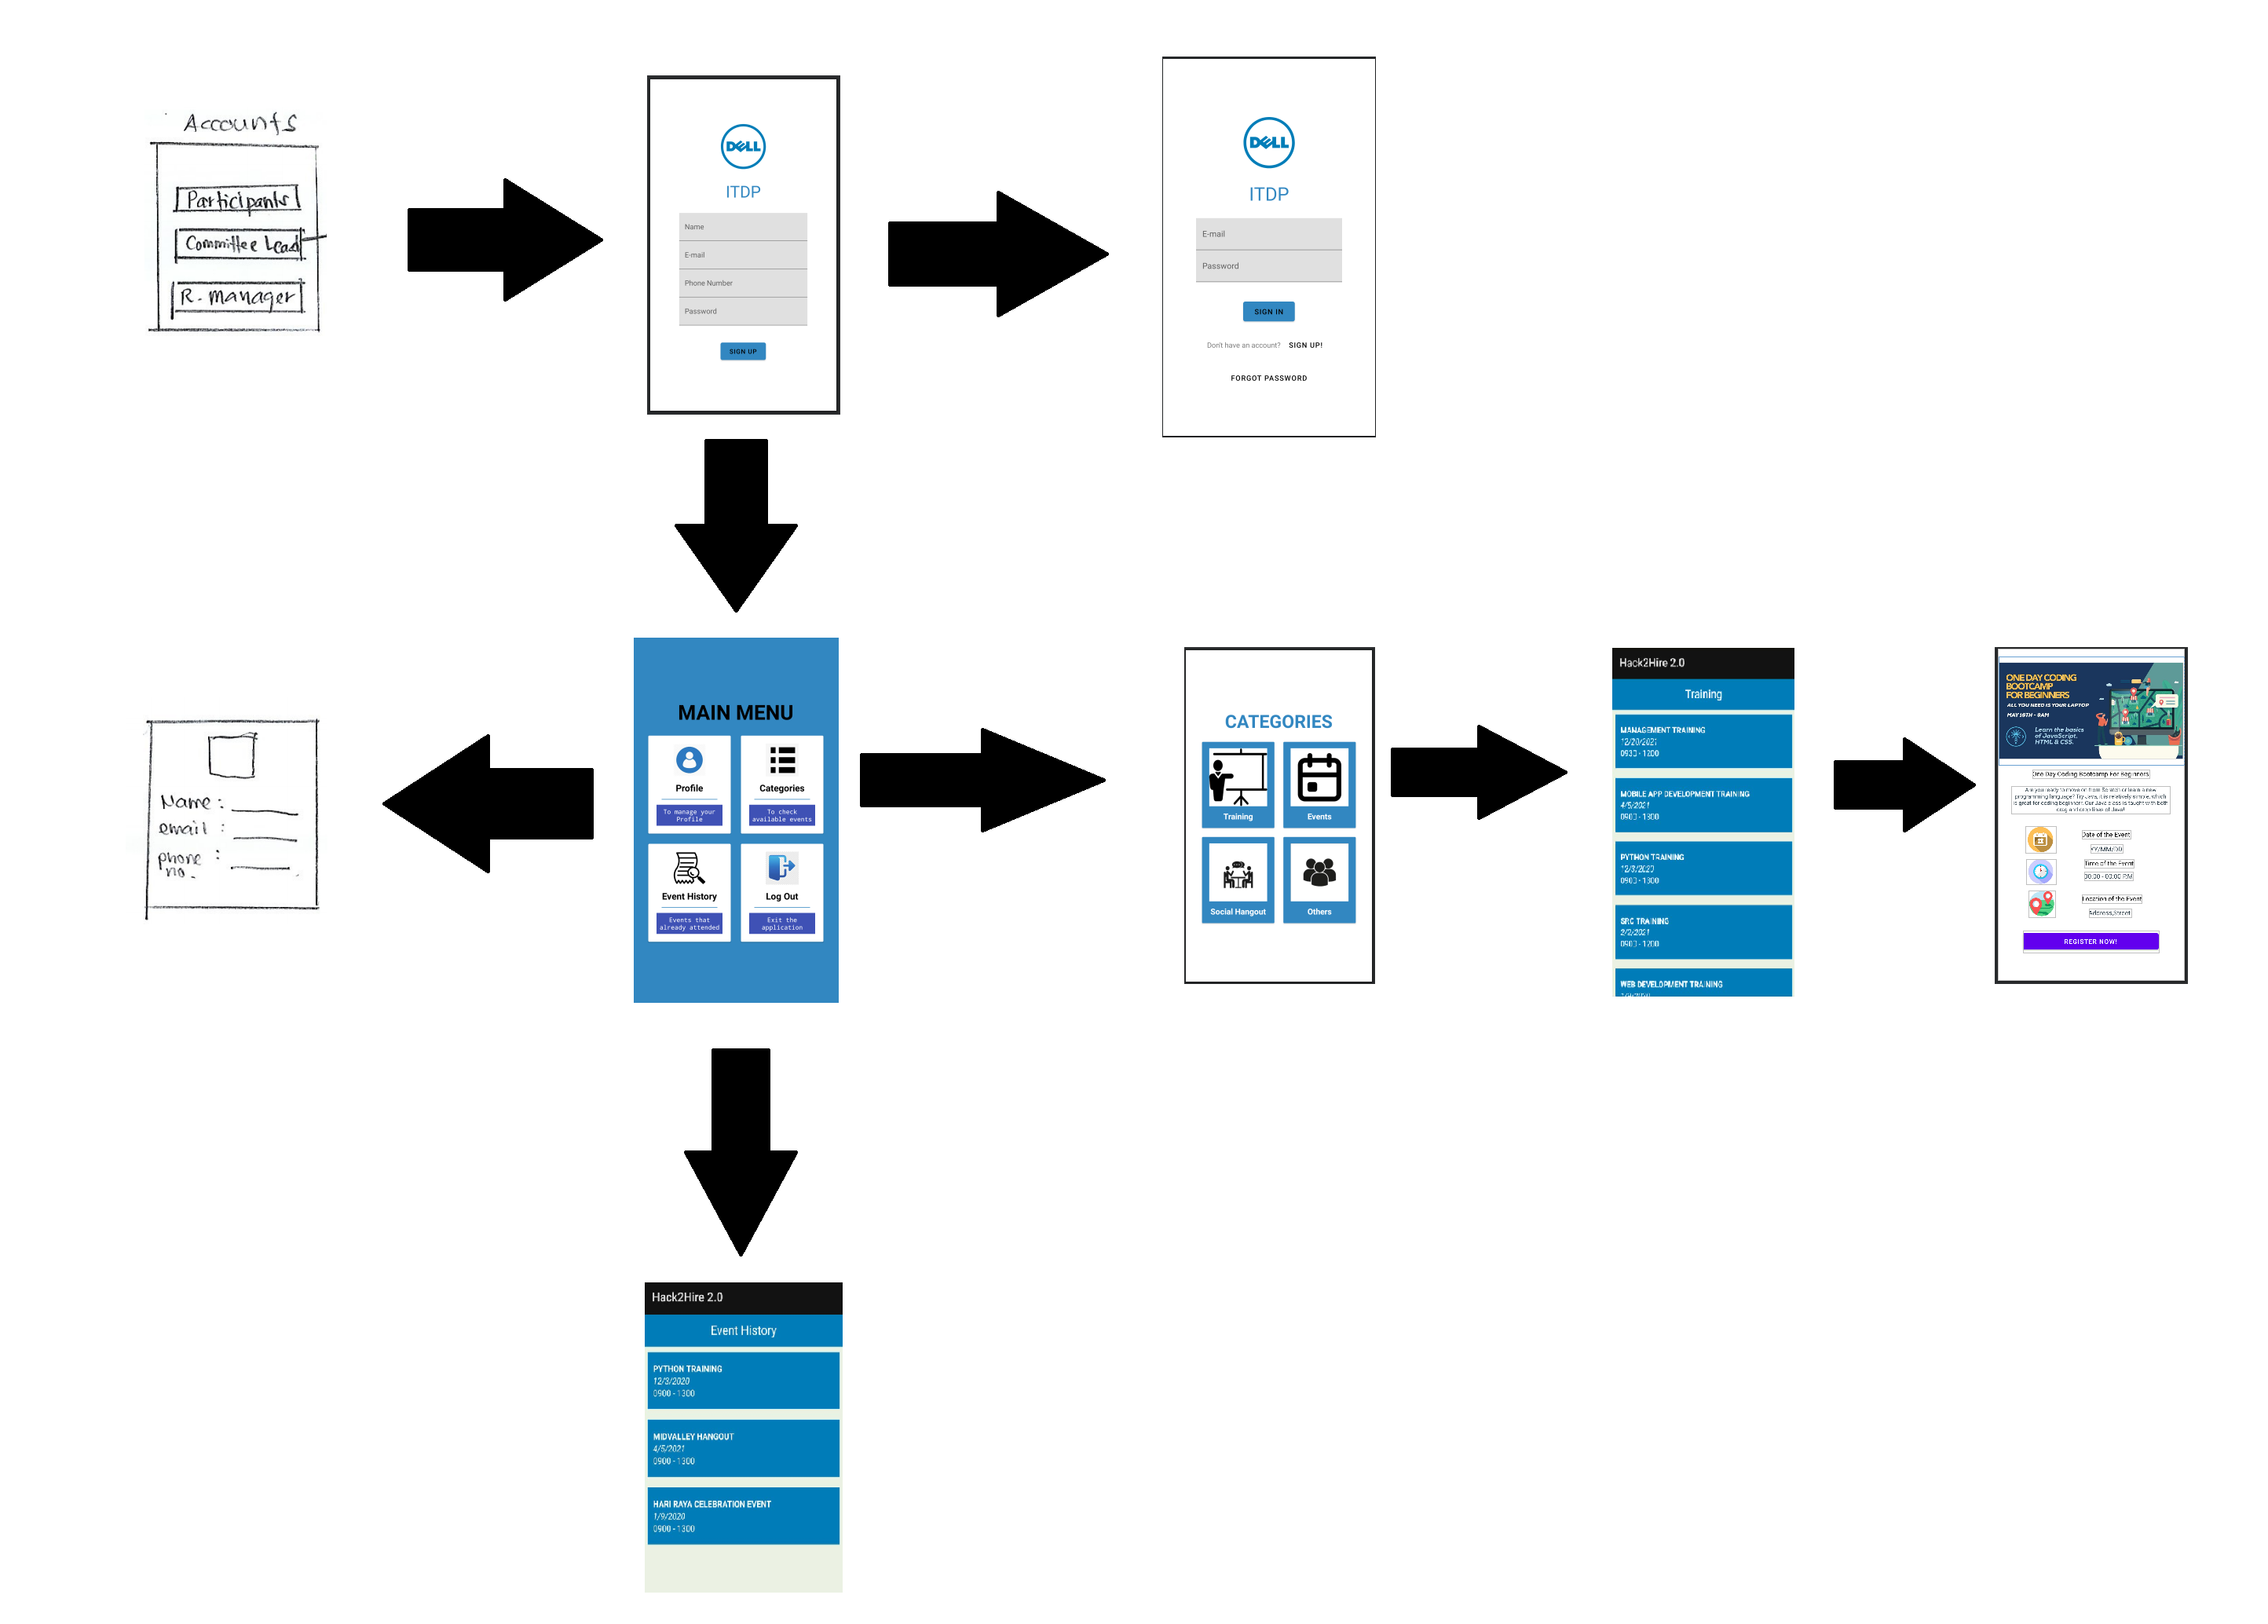 Accounts
Participants
Committee Lead
R. manager
DELL
ITDP
Name
E-mail
Phone Number
Password
SIGN UP
DELL
ITDP
E-mail
Password
SIGN IN
Don't have an account? SIGN UP!
FORGOT PASSWORD
Name :
email :
phone no. :
MAIN MENU
Profile
To manage your
Profile
Categories
To check
available events
Event History
Events that
already attended
Log Out
Exit the
application
CATEGORIES
Training
Events
Social Hangout
Others
Hack2Hire 2.0
Training
MANAGEMENT TRAINING
12/20/2021
0900 - 1200
MOBILE APP DEVELOPMENT TRAINING
4/5/2021
0900 - 1300
PYTHON TRAINING
12/3/2020
0900 - 1300
SRC TRAINING
2/2/2021
0900 - 1200
WEB DEVELOPMENT TRAINING
ONE DAY CODING
BOOTCAMP
FOR BEGINNERS
ALL YOU NEED IS YOUR LAPTOP
MAY 16TH - 8AM
Learn the basics
of JavaScript,
HTML & CSS.
One Day Coding Bootcamp For Beginners
Date of the Event
YY/MM/DD
Time of the Event
00:00 - 00:00 PM
Location of the Event
Address,Street
REGISTER NOW!
Hack2Hire 2.0
Event History
PYTHON TRAINING
12/3/2020
0900 - 1300
MIDVALLEY HANGOUT
4/5/2021
0900 - 1300
HARI RAYA CELEBRATION EVENT
1/9/2020
0900 - 1300